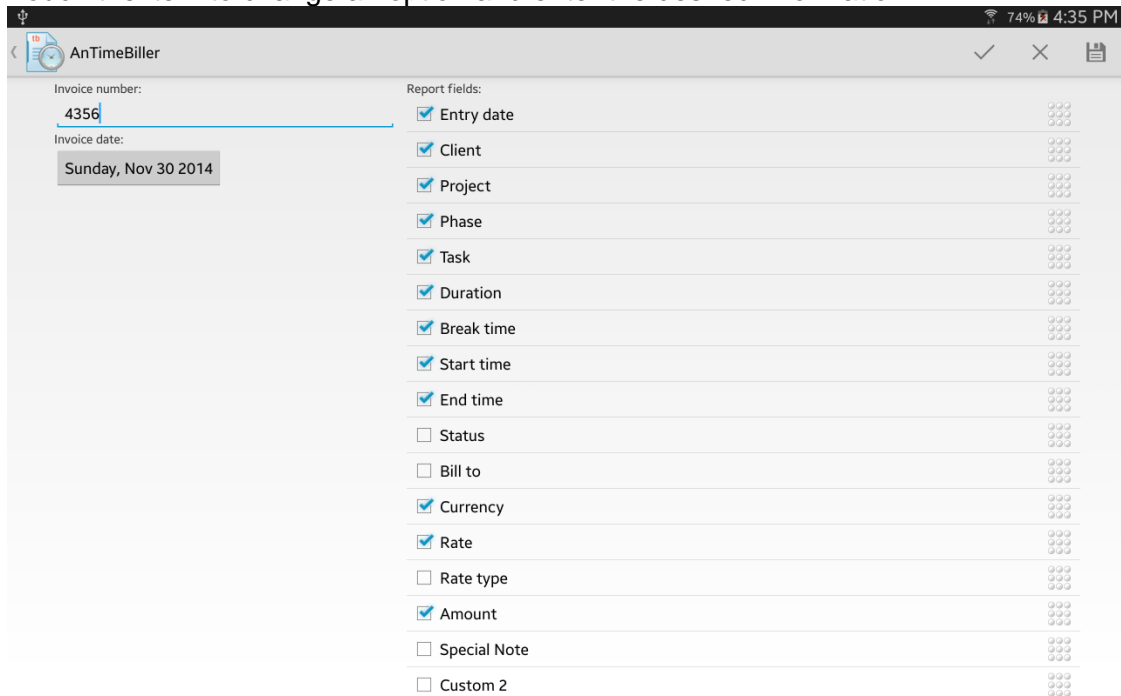 74% 4:35 PM
tb
AnTimeBiller
Invoice number:
4356
Invoice date:
Sunday, Nov 30 2014
Report fields:
Entry date
Client
Project
Phase
Task
Duration
Break time
Start time
End time
Status
Bill to
Currency
Rate
Rate type
Amount
Special Note
Custom 2